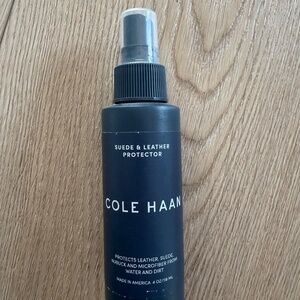 SUEDE & LEATHER
PROTECTOR
COLE HAAN
PROTECTS LEATHER, SUEDE,
NUBUCK AND MICROFIBER FROM
WATER AND DIRT
MADE IN AMERICA 4 OZ/118 ML